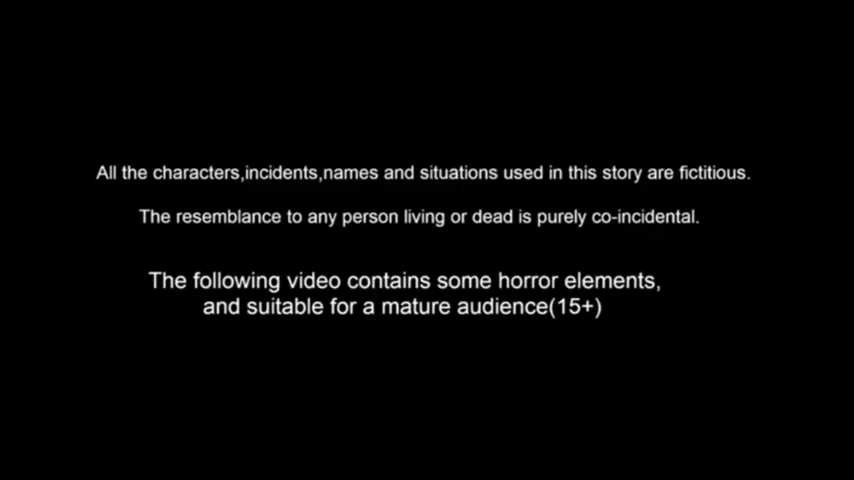 All the characters,incidents,names and situations used in this story are fictitious.
The resemblance to any person living or dead is purely co-incidental.
The following video contains some horror elements,
and suitable for a mature audience(15+)